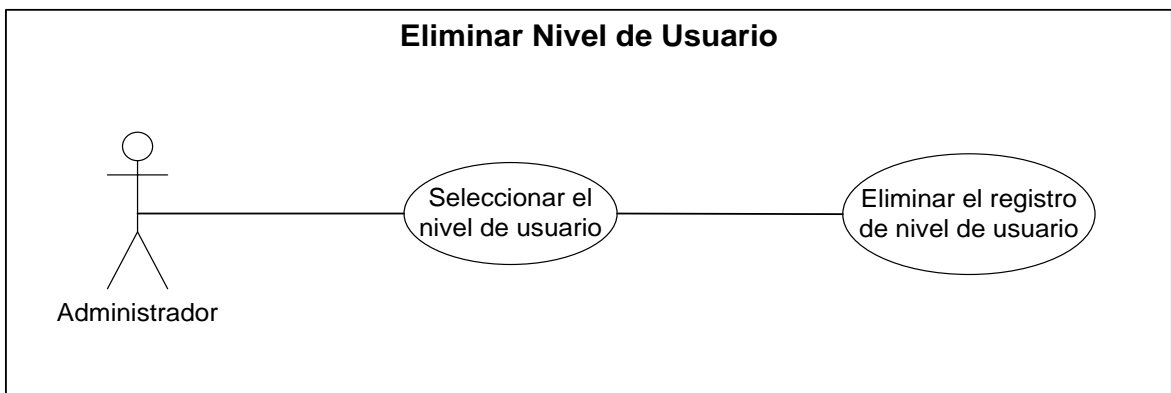 Eliminar Nivel de Usuario
Seleccionar el
nivel de usuario
Eliminar el registro
de nivel de usuario
Administrador